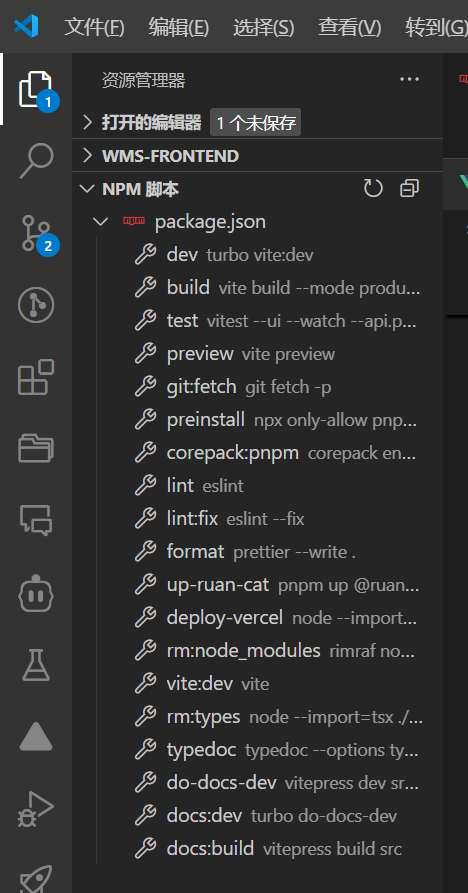 文件(F) 编辑(E) 选择(S) 查看(V) 转到(G)
资源管理器
打开的编辑器 1 个未保存
WMS-FRONTEND
NPM 脚本
package.json
dev turbo vite:dev
build vite build --mode produ...
test vitest --ui --watch --api.p...
preview vite preview
git:fetch git fetch -p
preinstall npx only-allow pnp...
corepack:pnpm corepack en...
lint eslint
lint:fix eslint --fix
format prettier --write .
up-ruan-cat pnpm up @ruan...
deploy-vercel node --import...
rm:node_modules rimraf no...
vite:dev vite
rm:types node --import=tsx ./...
typedoc typedoc --options ty...
do-docs-dev vitepress dev sr...
docs:dev turbo do-docs-dev
docs:build vitepress build src
1
2